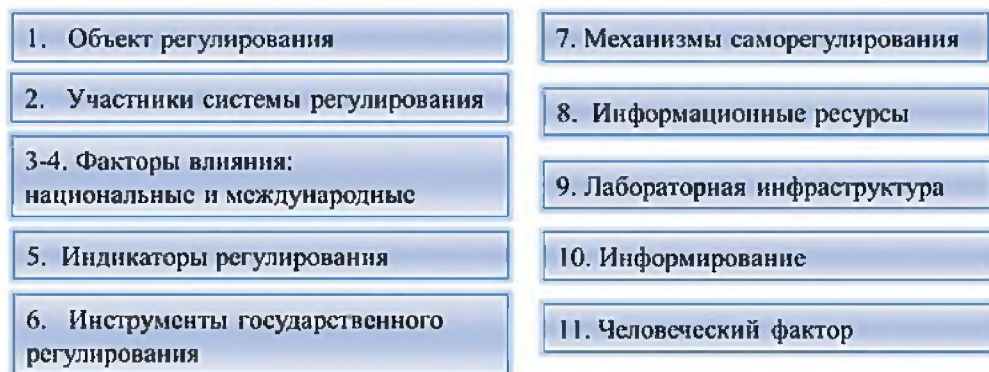 1. Объект регулирования
2. Участники системы регулирования
3-4. Факторы влияния:
национальные и международные
5. Индикаторы регулирования
6. Инструменты государственного
регулирования
7. Механизмы саморегулирования
8. Информационные ресурсы
9. Лабораторная инфраструктура
10. Информирование
11. Человеческий фактор